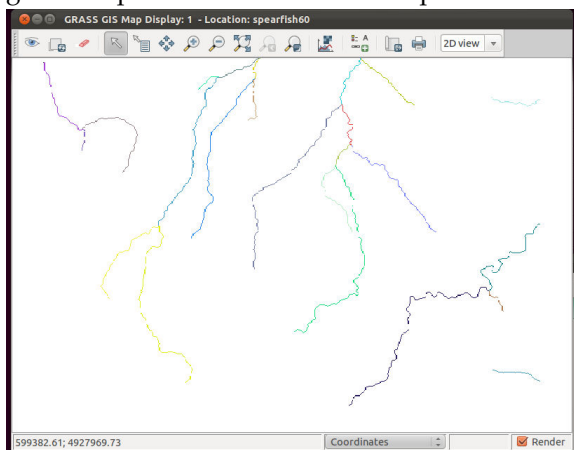 GRASS GIS Map Display: 1 - Location: spearfish60
2D view
599382.61; 4927969.73
Coordinates
Render